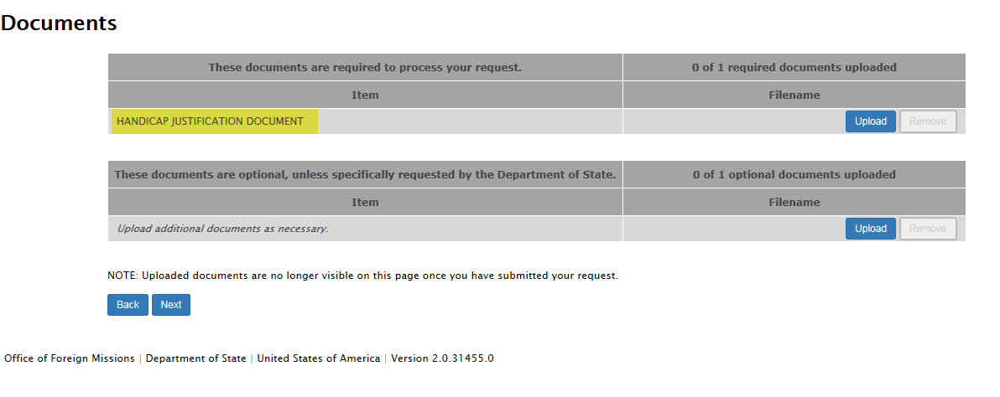 Documents
These documents are required to process your request. 0 of 1 required documents uploaded
Item Filename
HANDICAP JUSTIFICATION DOCUMENT Upload Remove
These documents are optional, unless specifically requested by the Department of State. 0 of 1 optional documents uploaded
Item Filename
Upload additional documents as necessary. Upload Remove
NOTE: Uploaded documents are no longer visible on this page once you have submitted your request.
Back Next
Office of Foreign Missions | Department of State | United States of America | Version 2.0.31455.0